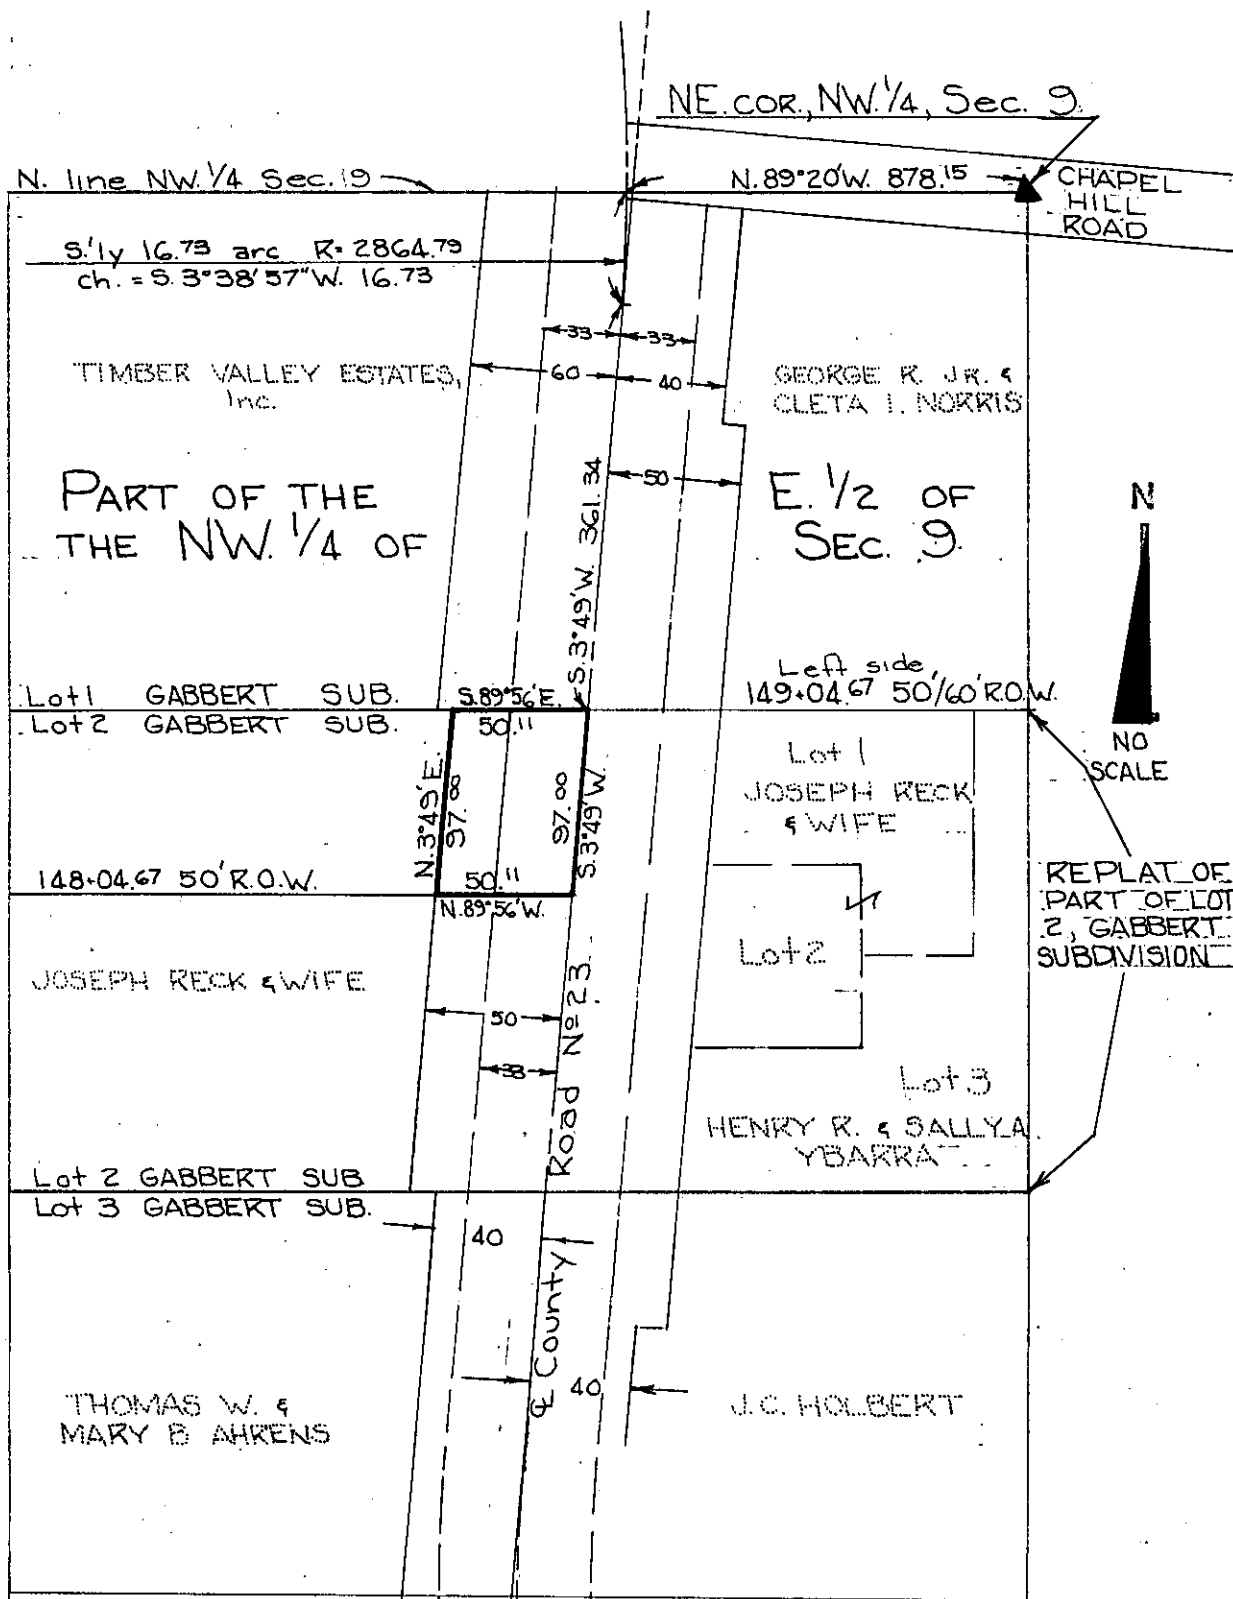 NE. COR., NW. 1/4, Sec. 9
N. line NW. 1/4 Sec. 9
N. 89°20' W. 878.15
CHAPEL
HILL
ROAD
S.'ly 16.73 arc R= 2864.79
ch. = S. 3°38'57" W. 16.73
33
33
60
40
TIMBER VALLEY ESTATES,
Inc.
GEORGE R. JR. &
CLETA I. NORRIS
50
S. 3°49' W. 361.34
PART OF THE
E. 1/2 OF
THE NW. 1/4 OF
SEC. 9
N
NO
SCALE
Left side
149+04.67 50'/60' R.O.W.
Lot 1 GABBERT SUB.
Lot 2 GABBERT SUB.
S. 89°56' E.
50.11
N. 3°49' E.
97.00
97.00
S. 3°49' W.
148+04.67 50' R.O.W.
50.11
N. 89°56' W.
Lot 1
JOSEPH RECK
& WIFE
REPLAT OF
PART OF LOT
2, GABBERT
SUBDIVISION
Lot 2
JOSEPH RECK & WIFE
50
38
Lot 3
HENRY R. & SALLY A.
YBARRA
Lot 2 GABBERT SUB
Lot 3 GABBERT SUB.
40
℄ County Road Nº 23
40
THOMAS W. &
MARY B AHRENS
J.C. HOLBERT